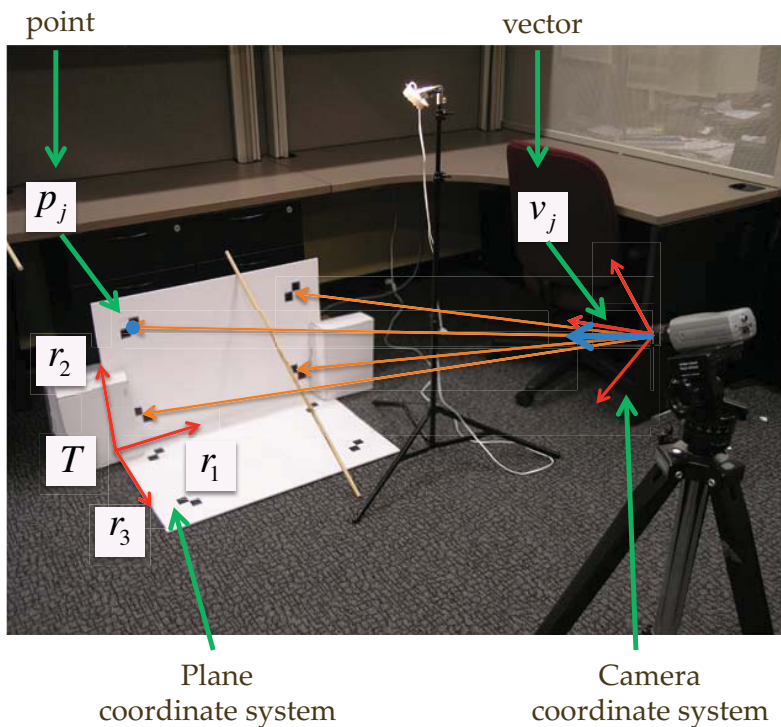 point
vector
p_j
v_j
r_2
T
r_1
r_3
Plane
coordinate system
Camera
coordinate system